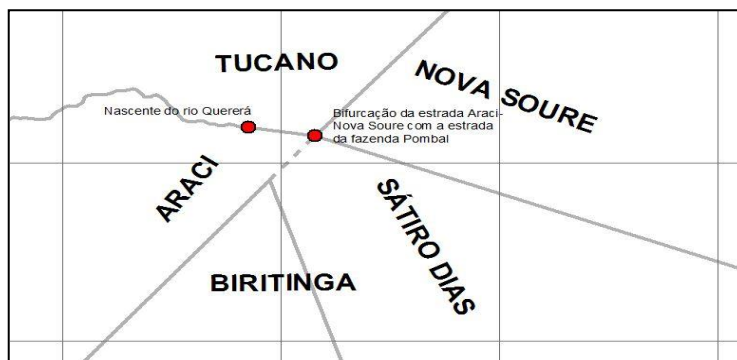 TUCANO
NOVA SOURE
Nascente do rio Quererá
Bifurcação da estrada Araci-
Nova Soure com a estrada
da fazenda Pombal
ARACI
SÁTIRO DIAS
BIRITINGA